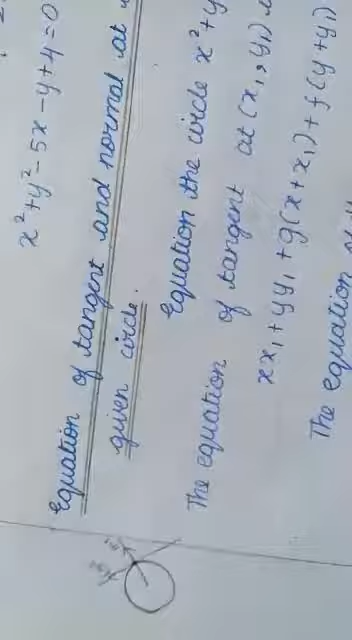 x²+y²-5x-y+4=0
Equation of tangent and normal at
given circle.
Equation the circle x²+y
The equation of tangent at (x₁, y₁)
xx₁+yy₁+g(x+x₁)+f(y+y₁)
The equation